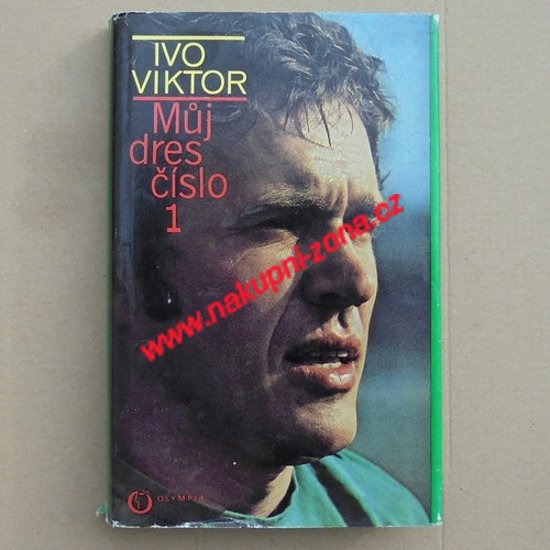 IVO
VIKTOR
Můj
dres
číslo
1
www.nakupni-zona.cz
OLYMPIA